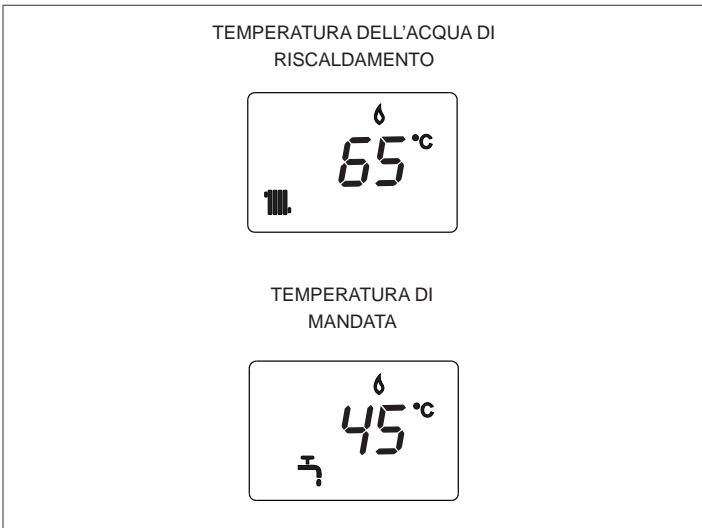 TEMPERATURA DELL'ACQUA DI
RISCALDAMENTO
65 °C
TEMPERATURA DI
MANDATA
45 °C